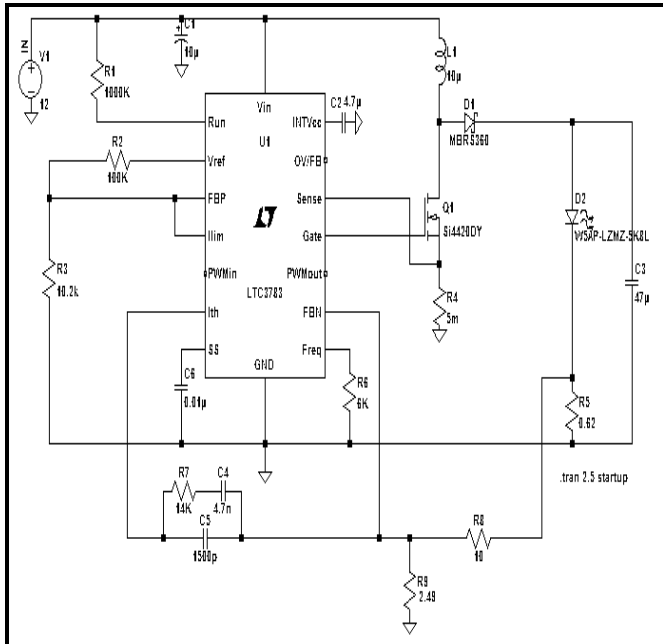 IN
V1
12
R1
1000K
C1
10µ
L1
10µ
D1
MBRS360
Vin
Run
U1
INTVcc
C2
4.7µ
R2
100K
Vref
OV/FB
FBP
Sense
Ilim
Gate
Q1
Si4420DY
D2
W5AP-LZMZ-5K8L
C3
47µ
R3
10.2k
PWMin
PWMout
LTC3783
R4
5m
Ith
FBN
SS
Freq
GND
C6
0.01µ
R6
6K
R5
0.62
.tran 2.5 startup
R7
14K
C4
4.7n
C5
1500p
R8
10
R9
2.49